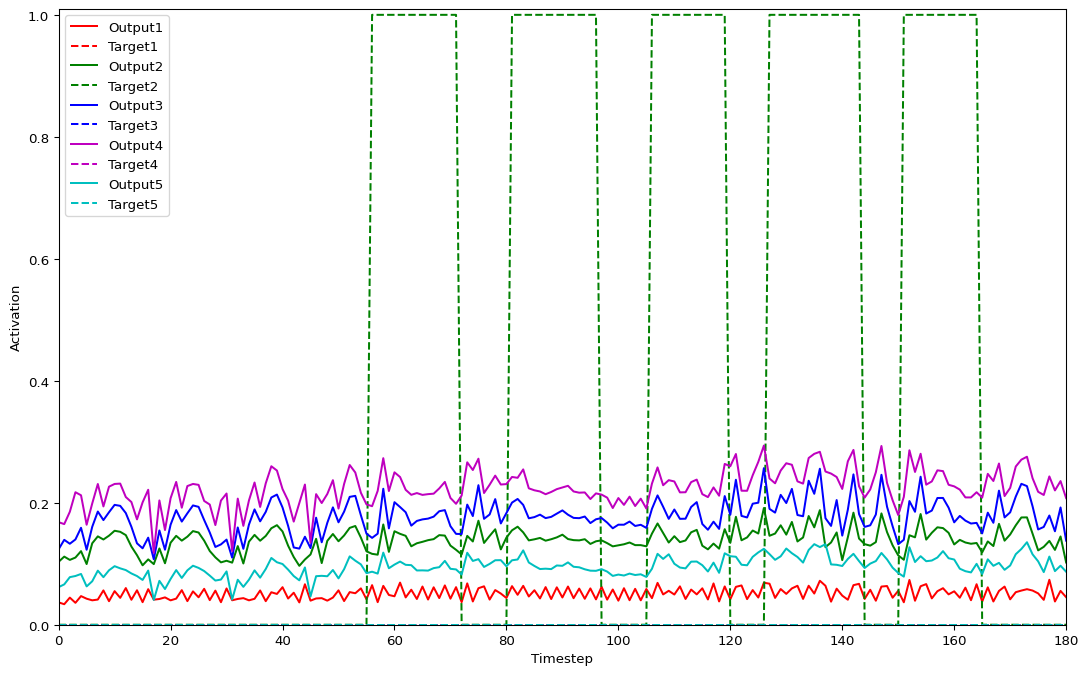 1.0
0.8
0.6
0.4
0.2
0.0
Activation
Output1
Target1
Output2
Target2
Output3
Target3
Output4
Target4
Output5
Target5
0 20 40 60 80 100 120 140 160 180
Timestep